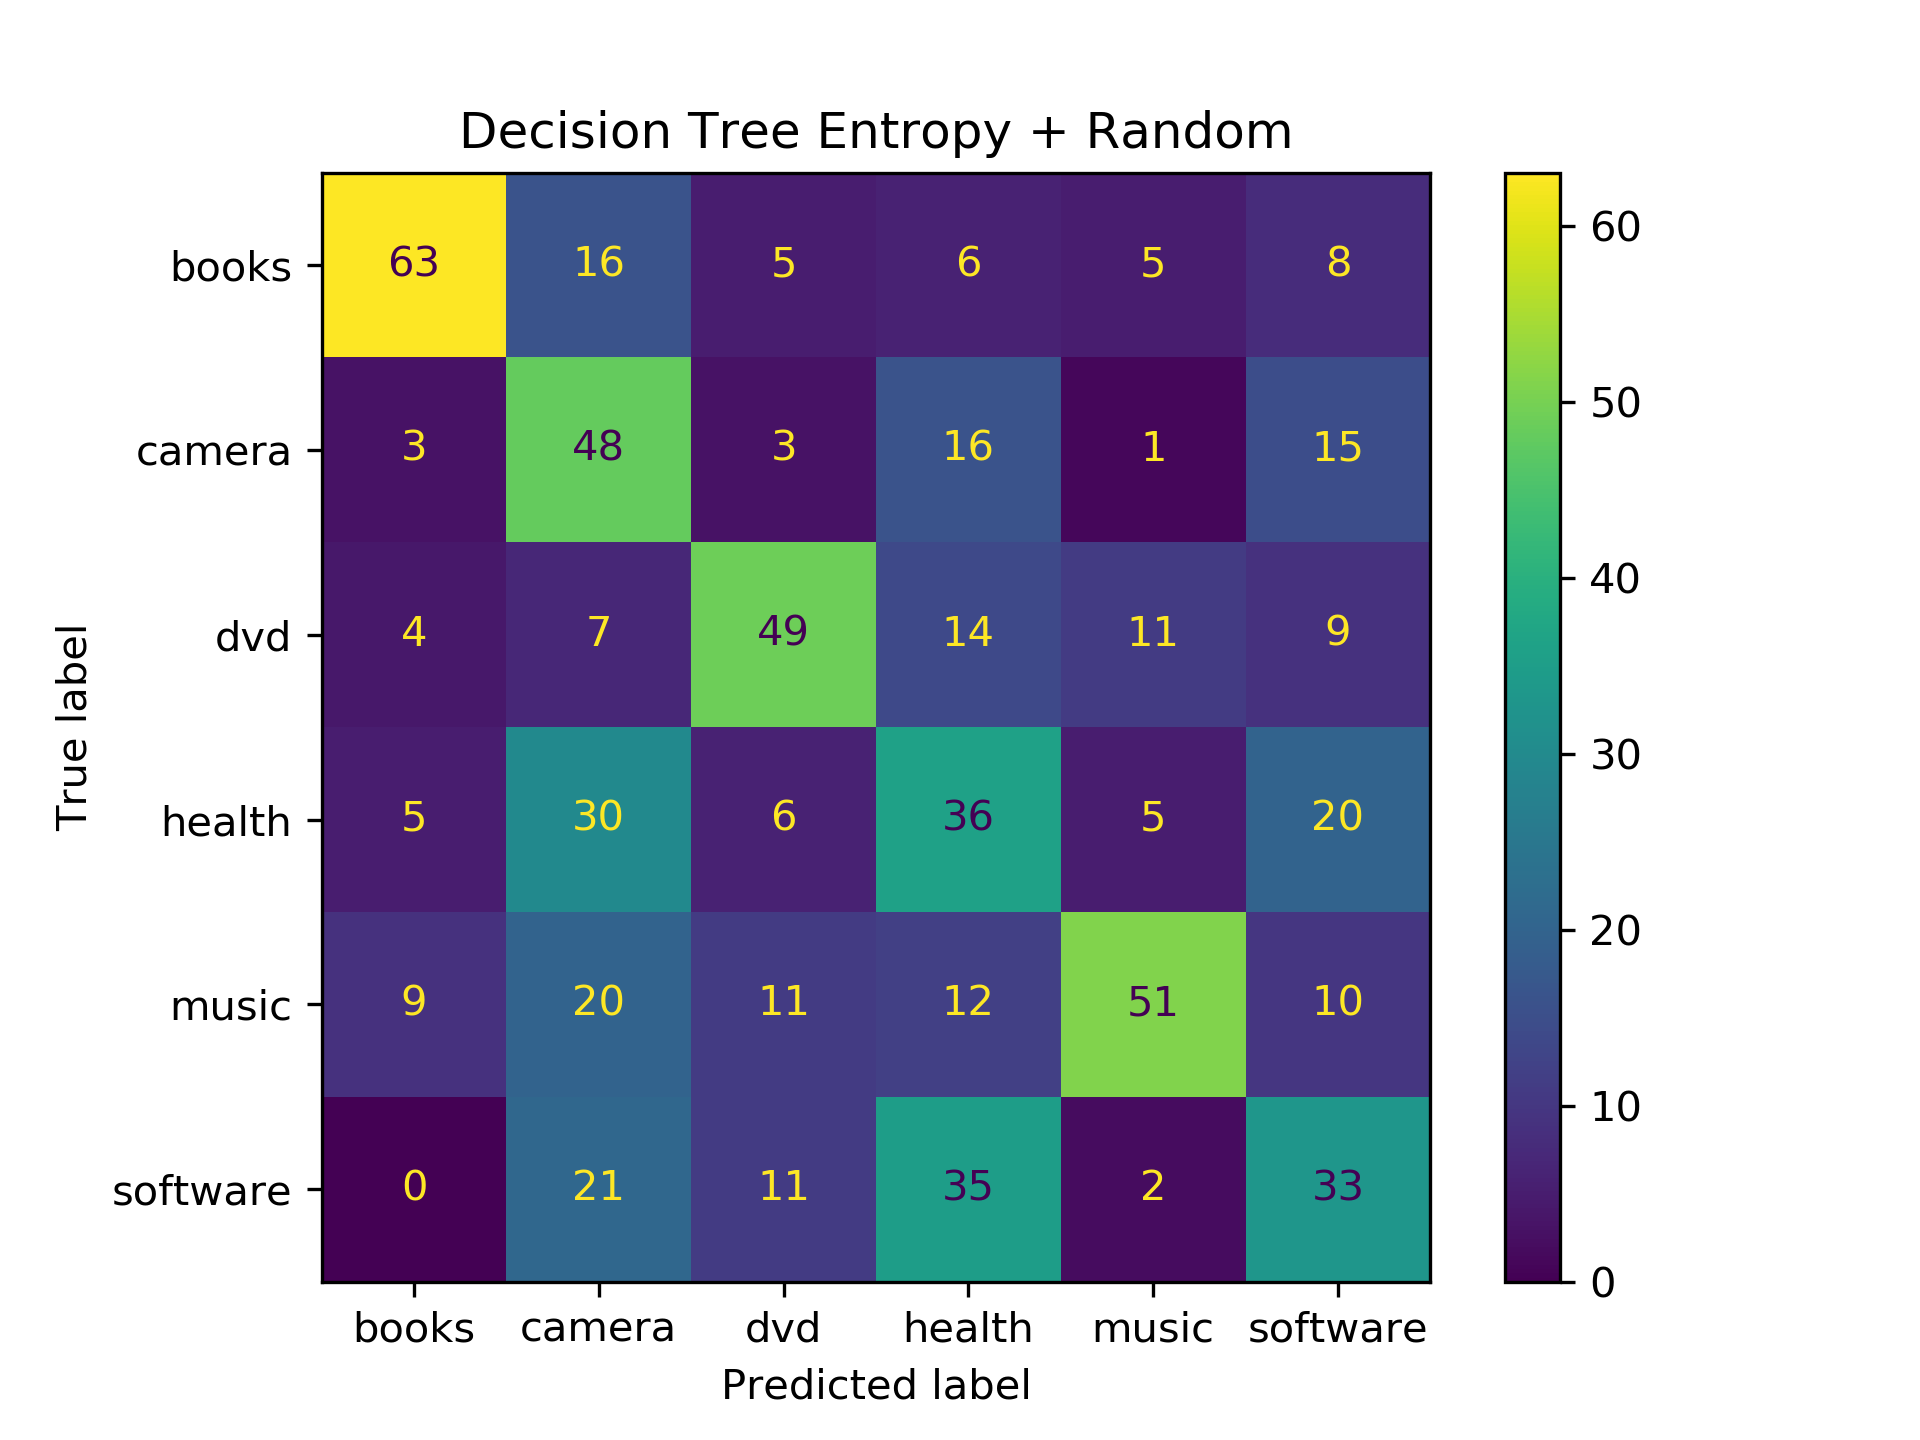 Decision Tree Entropy + Random
books 63 16 5 6 5 8
camera 3 48 3 16 1 15
dvd 4 7 49 14 11 9
health 5 30 6 36 5 20
music 9 20 11 12 51 10
software 0 21 11 35 2 33
books camera dvd health music software
Predicted label
True label
60
50
40
30
20
10
0